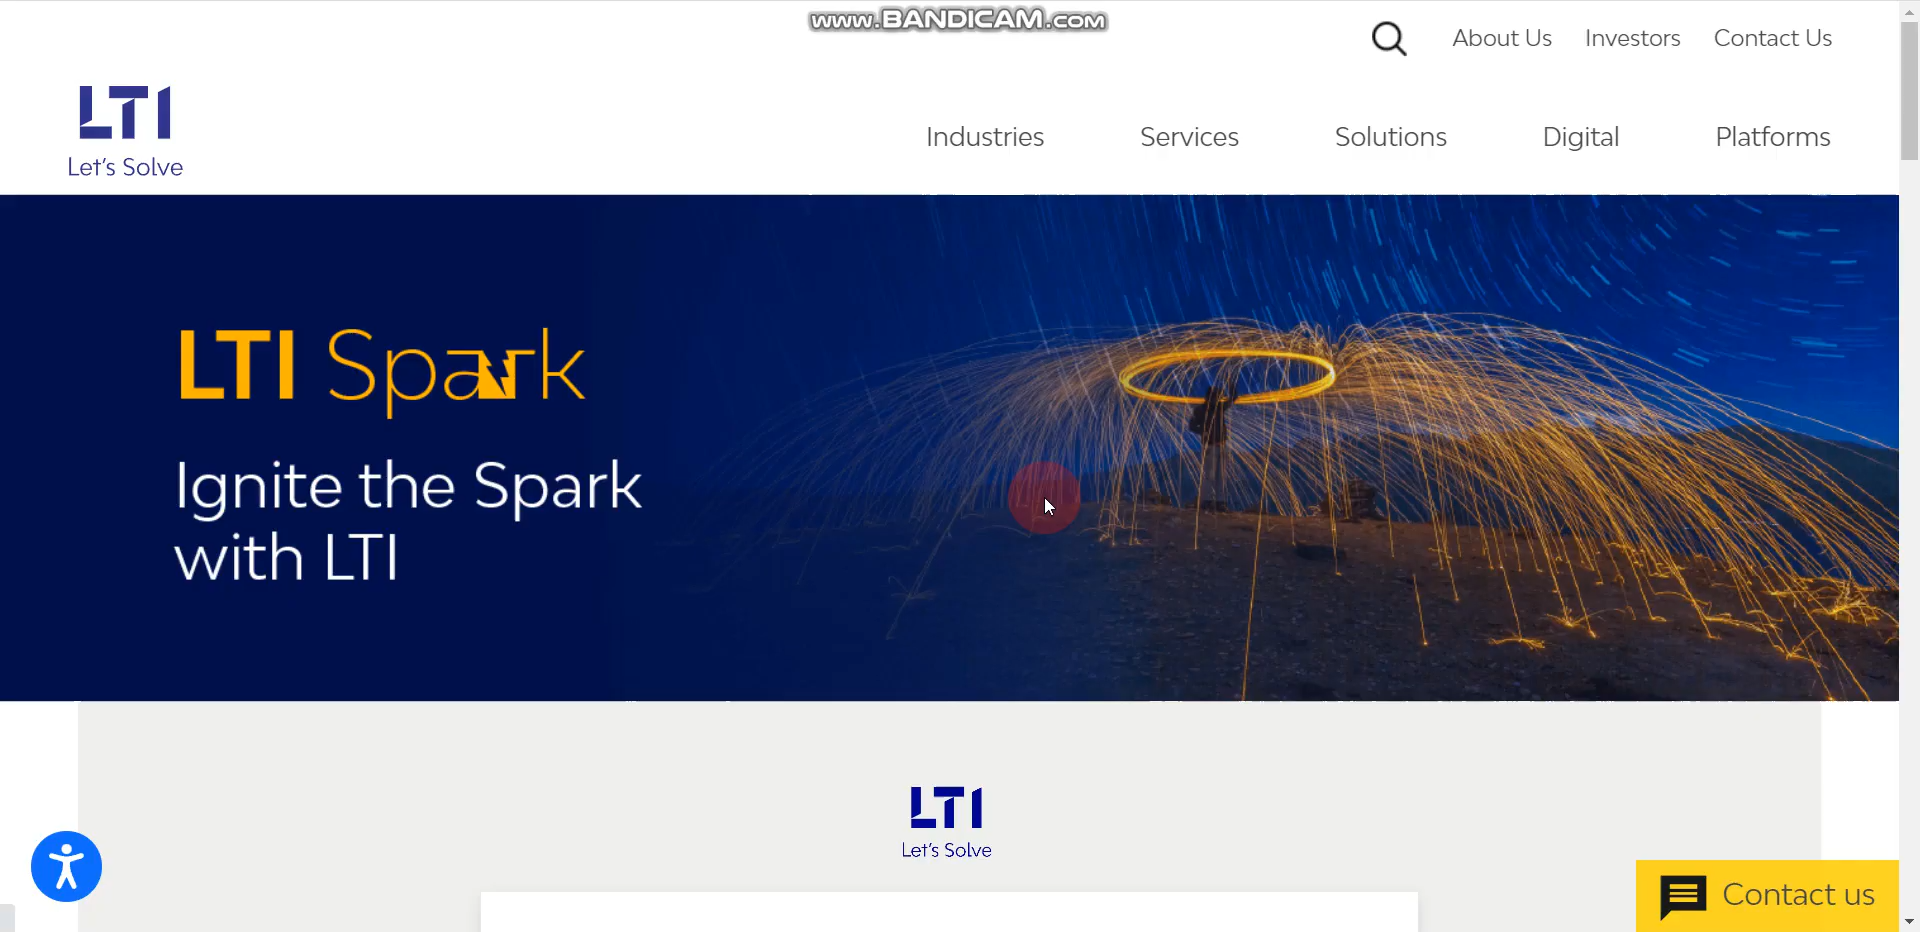 www.BANDICAM.com
About Us Investors Contact Us
LTI
Let's Solve
Industries Services Solutions Digital Platforms
LTI Spark
Ignite the Spark
with LTI
LTI
Let's Solve
Contact us